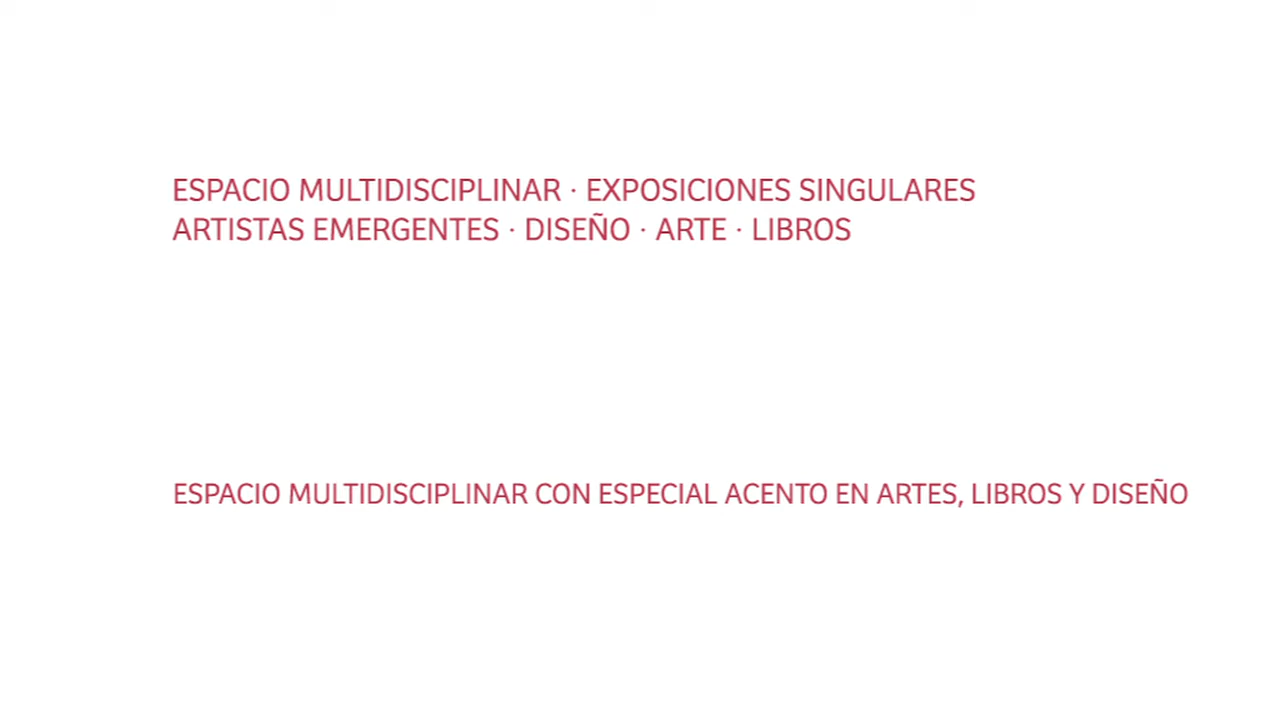 ESPACIO MULTIDISCIPLINAR · EXPOSICIONES SINGULARES
ARTISTAS EMERGENTES · DISEÑO · ARTE · LIBROS
ESPACIO MULTIDISCIPLINAR CON ESPECIAL ACENTO EN ARTES, LIBROS Y DISEÑO